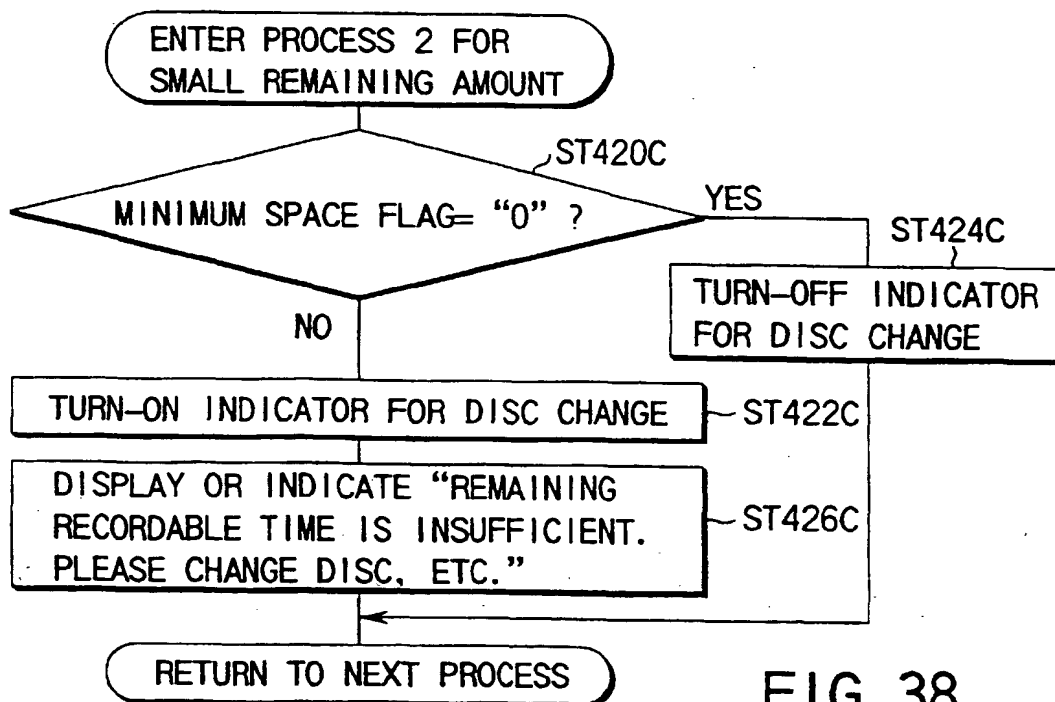 ENTER PROCESS 2 FOR
SMALL REMAINING AMOUNT
ST420C
MINIMUM SPACE FLAG= “0” ?
YES
ST424C
TURN-OFF INDICATOR
FOR DISC CHANGE
NO
TURN-ON INDICATOR FOR DISC CHANGE
ST422C
DISPLAY OR INDICATE “REMAINING
RECORDABLE TIME IS INSUFFICIENT.
PLEASE CHANGE DISC, ETC.”
ST426C
RETURN TO NEXT PROCESS
FIG. 38